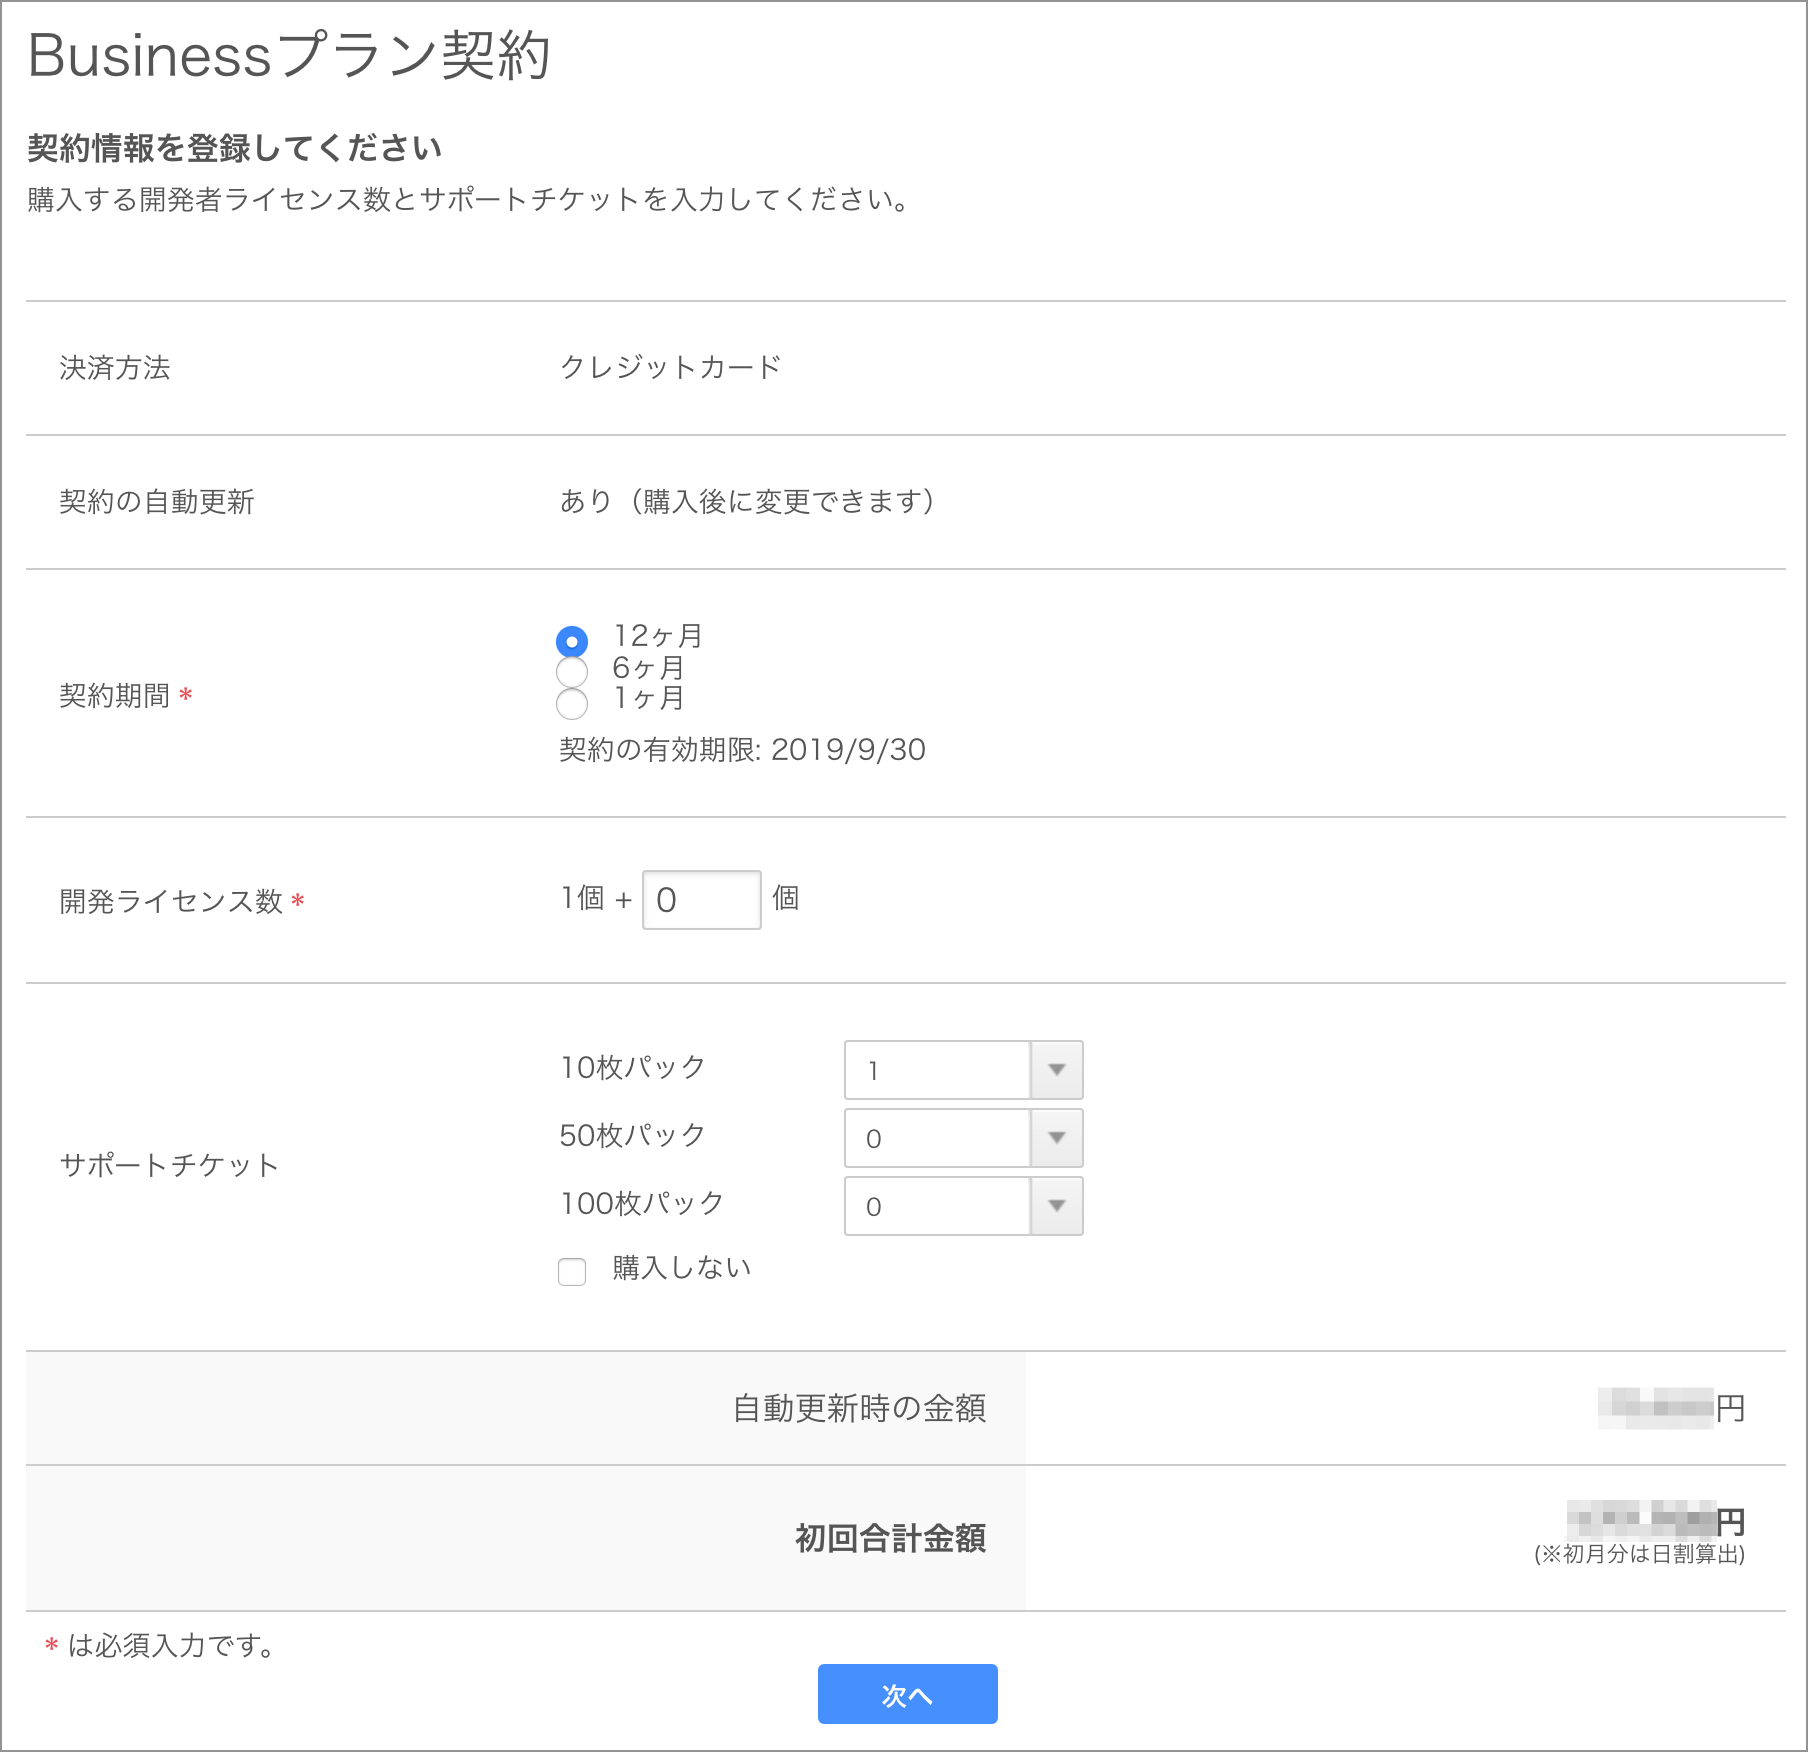 Businessプラン契約
契約情報を登録してください
購入する開発者ライセンス数とサポートチケットを入力してください。
決済方法 クレジットカード
契約の自動更新 あり（購入後に変更できます）
契約期間 *
12ヶ月
6ヶ月
1ヶ月
契約の有効期限: 2019/9/30
開発ライセンス数 * 1個 + 0 個
サポートチケット
10枚パック 1
50枚パック 0
100枚パック 0
購入しない
自動更新時の金額 円
初回合計金額 円
(※初月分は日割算出)
* は必須入力です。
次へ